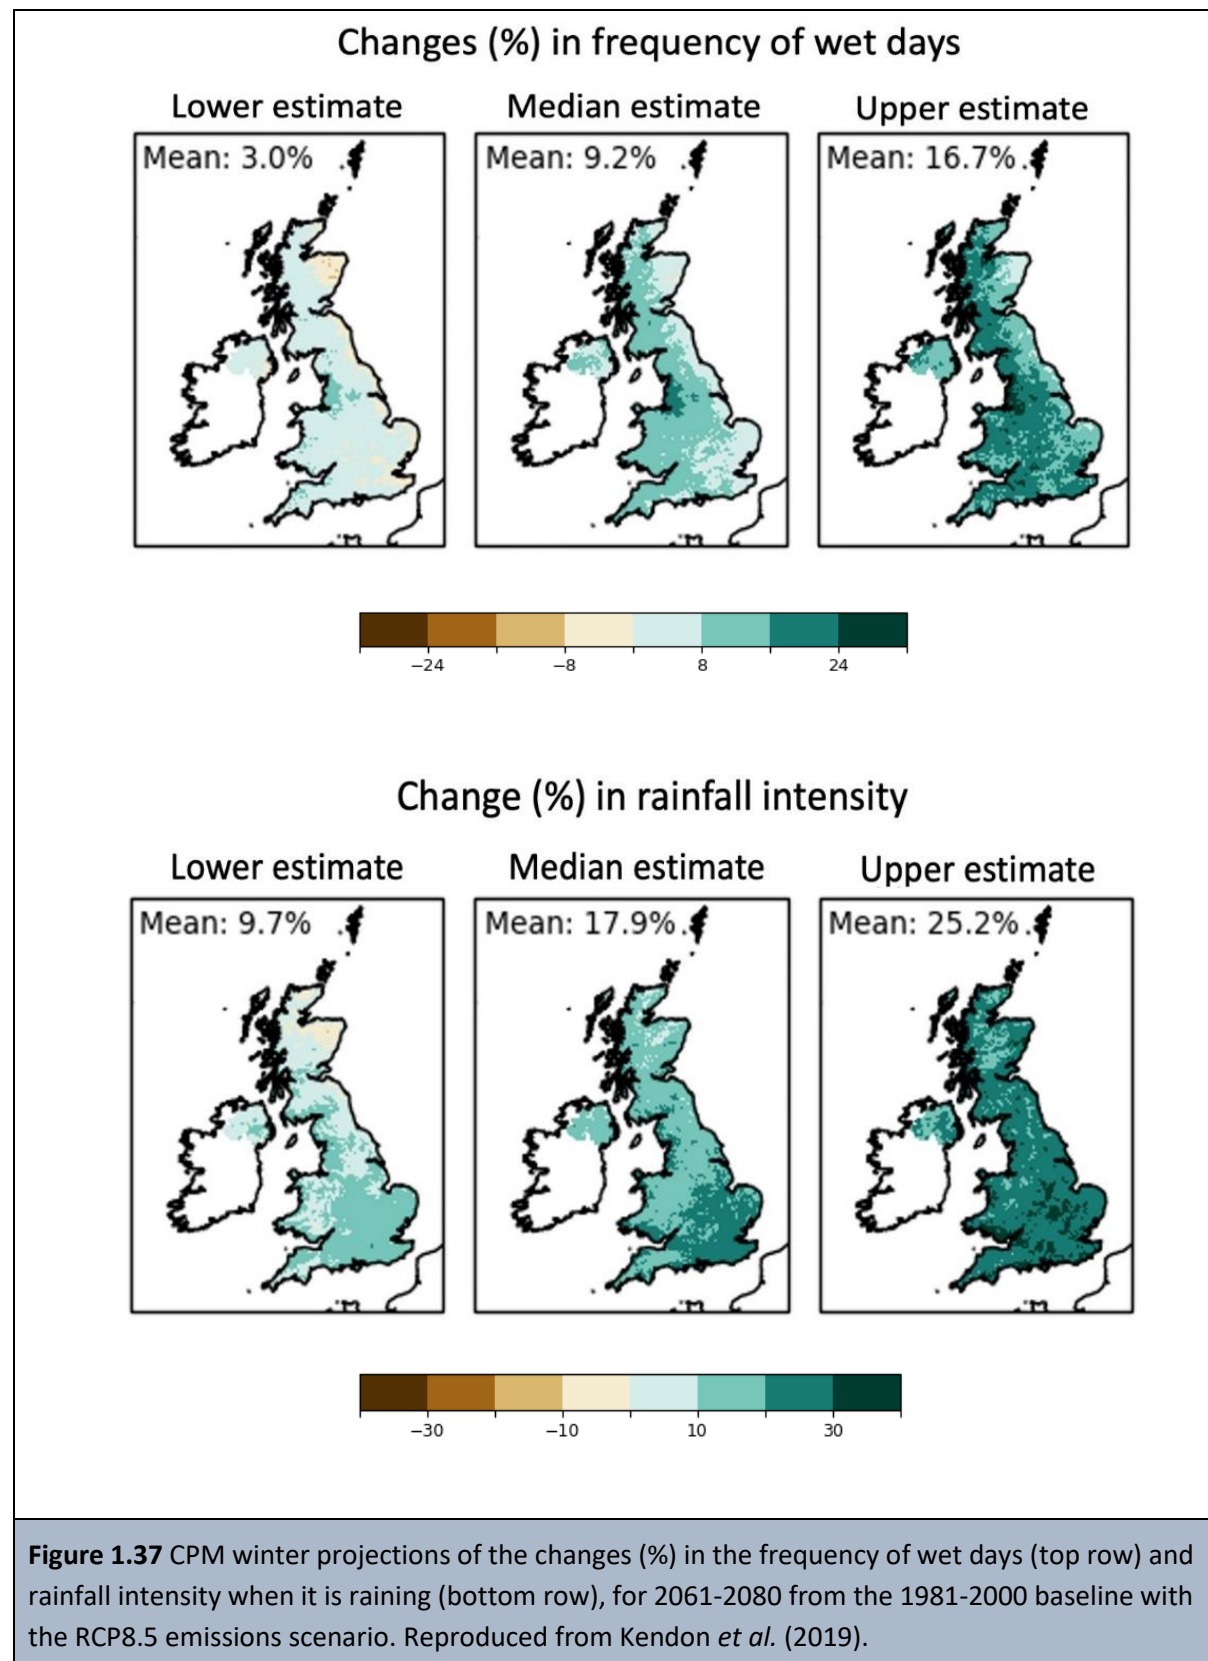 Changes (%) in frequency of wet days
Lower estimate
Median estimate
Upper estimate
Mean: 3.0%
Mean: 9.2%
Mean: 16.7%
−24
−8
8
24
Change (%) in rainfall intensity
Lower estimate
Median estimate
Upper estimate
Mean: 9.7%
Mean: 17.9%
Mean: 25.2%
−30
−10
10
30
Figure 1.37 CPM winter projections of the changes (%) in the frequency of wet days (top row) and
rainfall intensity when it is raining (bottom row), for 2061-2080 from the 1981-2000 baseline with
the RCP8.5 emissions scenario. Reproduced from Kendon et al. (2019).